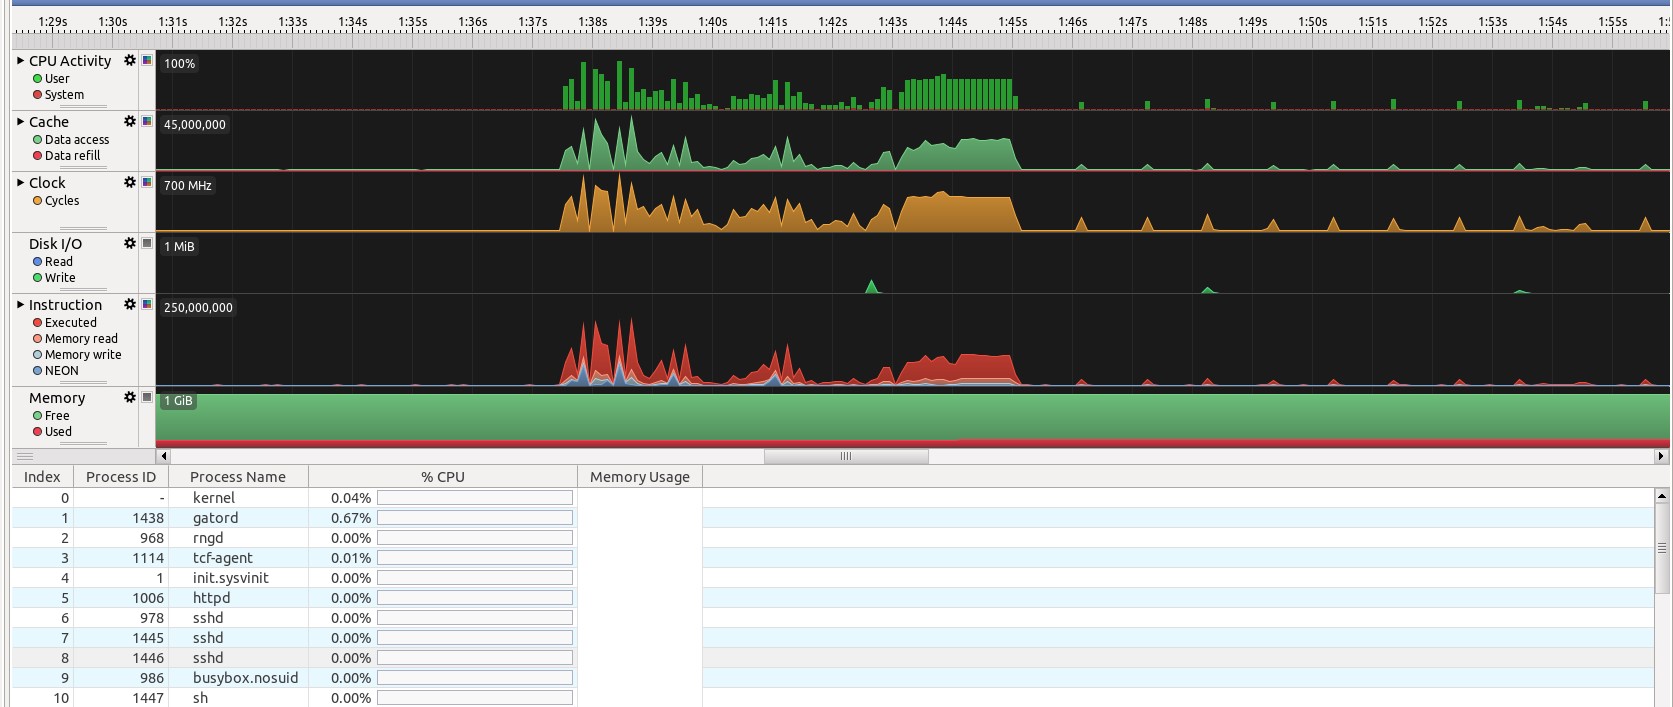 1:29s 1:30s 1:31s 1:32s 1:33s 1:34s 1:35s 1:36s 1:37s 1:38s 1:39s 1:40s 1:41s 1:42s 1:43s 1:44s 1:45s 1:46s 1:47s 1:48s 1:49s 1:50s 1:51s 1:52s 1:53s 1:54s 1:55s 1:
CPU Activity 100%
User
System
Cache 45,000,000
Data access
Data refill
Clock 700 MHz
Cycles
Disk I/O 1 MiB
Read
Write
Instruction 250,000,000
Executed
Memory read
Memory write
NEON
Memory 1 GiB
Free
Used
Index Process ID Process Name % CPU Memory Usage
0 - kernel 0.04%
1 1438 gatord 0.67%
2 968 rngd 0.00%
3 1114 tcf-agent 0.01%
4 1 init.sysvinit 0.00%
5 1006 httpd 0.00%
6 978 sshd 0.00%
7 1445 sshd 0.00%
8 1446 sshd 0.00%
9 986 busybox.nosuid 0.00%
10 1447 sh 0.00%